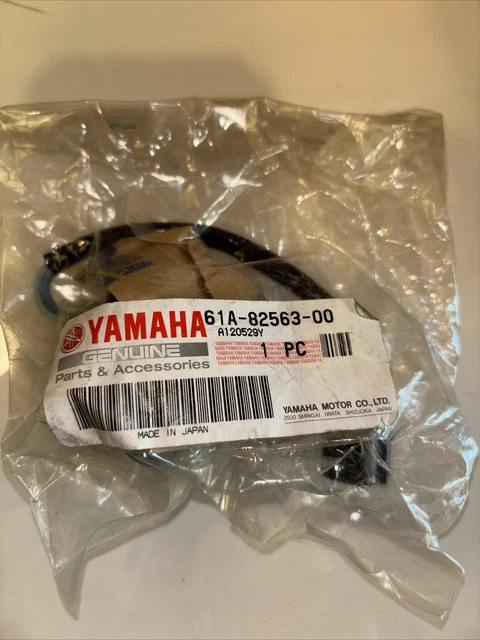 YAMAHA 61A-82563-00
A120529Y
GENUINE 1 PC
Parts & Accessories
YAMAHA MOTOR CO.,LTD.
2500 SHINGAI IWATA SHIZUOKA JAPAN
MADE IN JAPAN